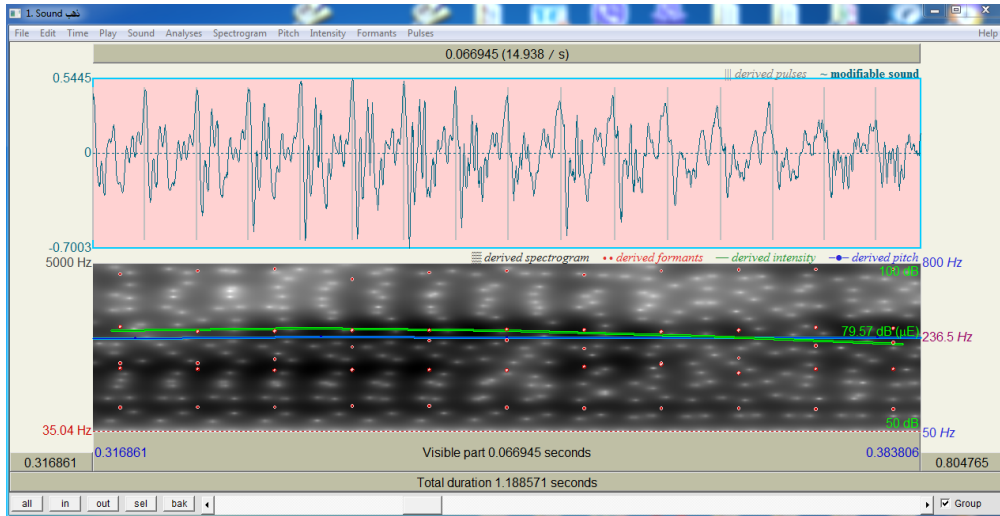 1. Sound ذهب
File Edit Time Play Sound Analyses Spectrogram Pitch Intensity Formants Pulses Help
0.066945 (14.938 / s)
0.5445
derived pulses ~ modifiable sound
0
-0.7003
derived spectrogram derived formants derived intensity derived pitch
5000 Hz
800 Hz
100 dB
79.57 dB (µE)
236.5 Hz
50 dB
35.04 Hz
50 Hz
0.316861
0.316861
Visible part 0.066945 seconds
0.383806
0.804765
Total duration 1.188571 seconds
all in out sel bak Group